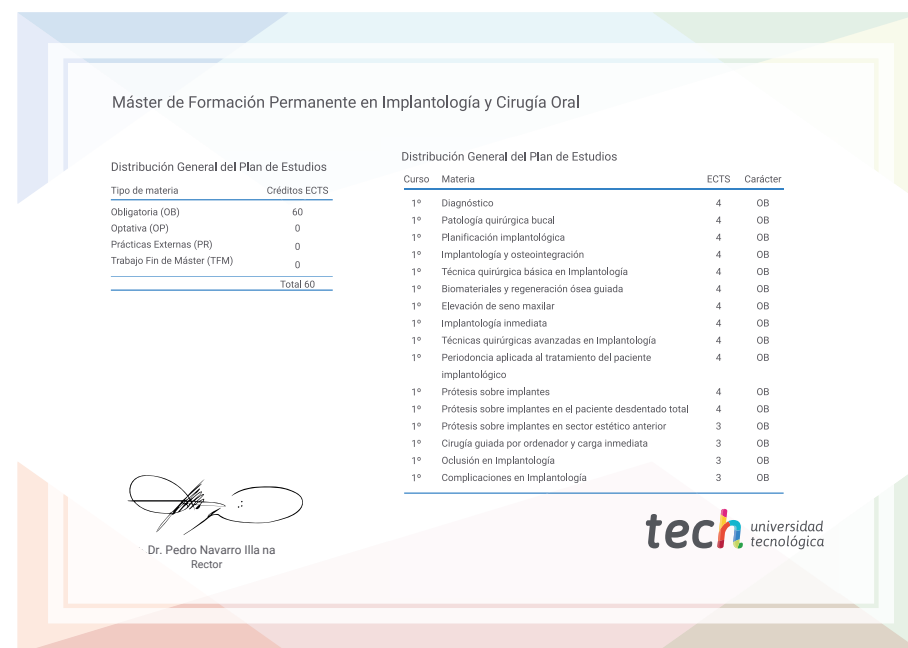 Máster de Formación Permanente en Implantología y Cirugía Oral
Distribución General del Plan de Estudios
Tipo de materia Créditos ECTS
Obligatoria (OB) 60
Optativa (OP) 0
Prácticas Externas (PR) 0
Trabajo Fin de Máster (TFM) 0
Total 60
Distribución General del Plan de Estudios
Curso Materia ECTS Carácter
1º Diagnóstico 4 OB
1º Patología quirúrgica bucal 4 OB
1º Planificación implantológica 4 OB
1º Implantología y osteointegración 4 OB
1º Técnica quirúrgica básica en Implantología 4 OB
1º Biomateriales y regeneración ósea guiada 4 OB
1º Elevación de seno maxilar 4 OB
1º Implantología inmediata 4 OB
1º Técnicas quirúrgicas avanzadas en Implantología 4 OB
1º Periodoncia aplicada al tratamiento del paciente 4 OB
implantológico
1º Prótesis sobre implantes 4 OB
1º Prótesis sobre implantes en el paciente desdentado total 4 OB
1º Prótesis sobre implantes en sector estético anterior 3 OB
1º Cirugía guiada por ordenador y carga inmediata 3 OB
1º Oclusión en Implantología 3 OB
1º Complicaciones en Implantología 3 OB
Dr. Pedro Navarro Illa na
Rector
tech universidad
tecnológica